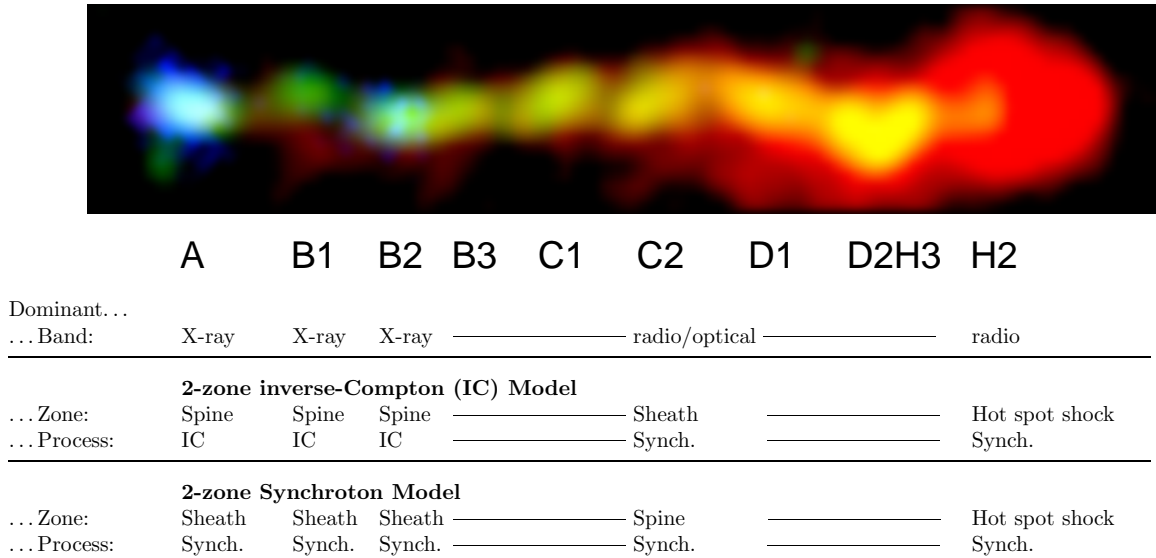 A B1 B2 B3 C1 C2 D1 D2H3 H2
Dominant...
...Band: X-ray X-ray X-ray radio/optical radio
2-zone inverse-Compton (IC) Model
...Zone: Spine Spine Spine Sheath Hot spot shock
...Process: IC IC IC Synch. Synch.
2-zone Synchroton Model
...Zone: Sheath Sheath Sheath Spine Hot spot shock
...Process: Synch. Synch. Synch. Synch. Synch.